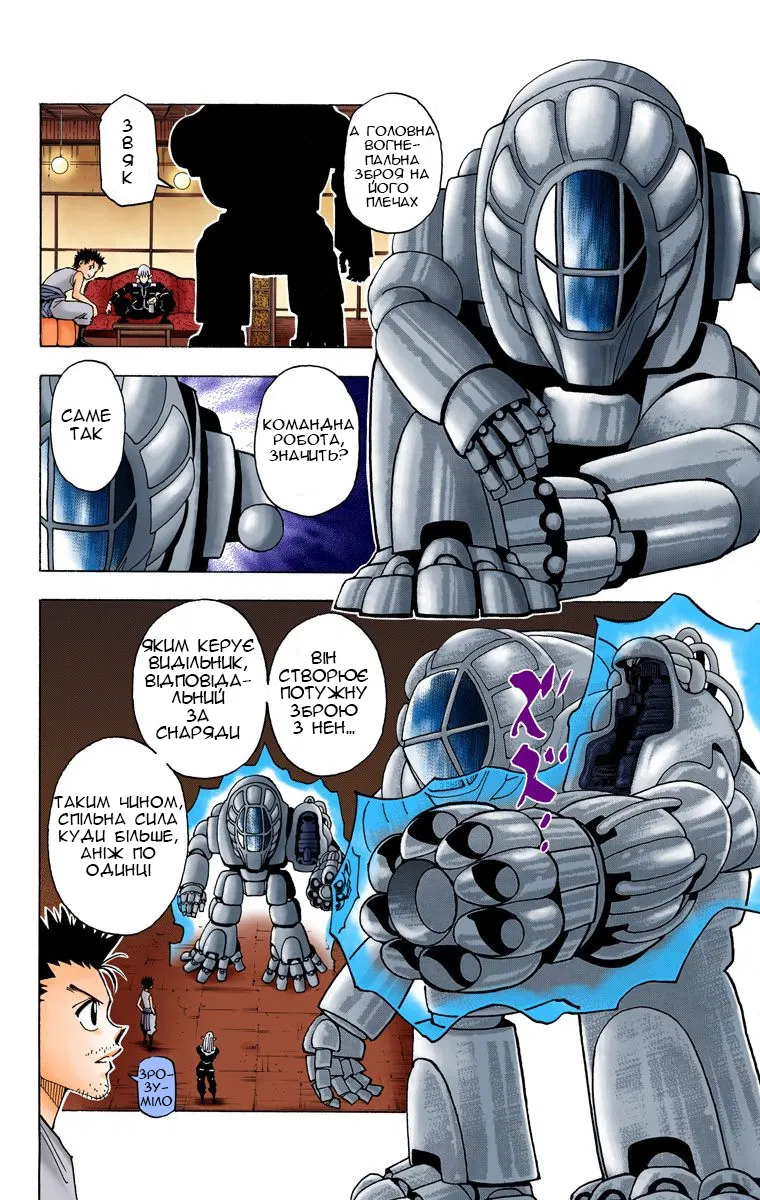 А ГОЛОВНА
ВОГНЕ-
ПАЛЬНА
ЗБРОЯ НА
ЙОГО
ПЛЕЧАХ
ЗВЯК
КОМАНДНА
РОБОТА,
ЗНАЧИТЬ?
САМЕ
ТАК
ВІН
СТВОРЮЄ
ПОТУЖНУ
ЗБРОЮ
З НЕН...
ЯКИМ КЕРУЄ
ВИДІЛЬНИК,
ВІДПОВІДА-
ЛЬНИЙ
ЗА
СНАРЯДИ
ТАКИМ ЧИНОМ,
СПІЛЬНА СИЛА
КУДИ БІЛЬШЕ,
АНІЖ ПО
ОДИНЦІ
ЗРО-
ЗУ-
МІЛО